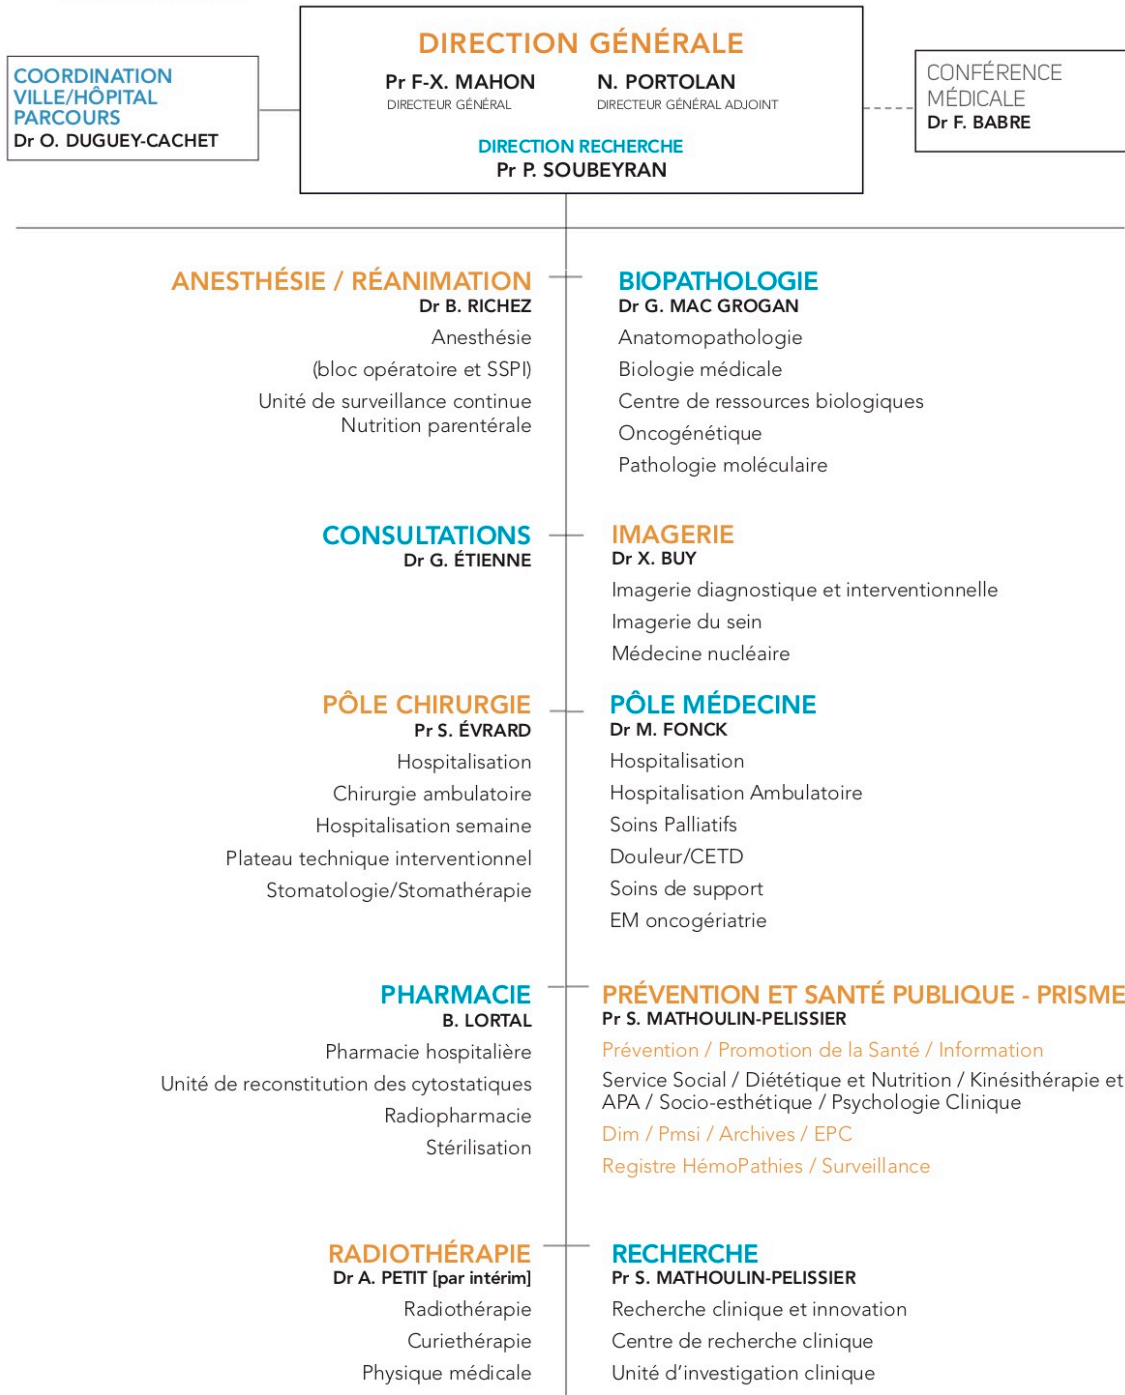 DIRECTION GÉNÉRALE
Pr F-X. MAHON
DIRECTEUR GÉNÉRAL
N. PORTOLAN
DIRECTEUR GÉNÉRAL ADJOINT
DIRECTION RECHERCHE
Pr P. SOUBEYRAN
COORDINATION
VILLE/HÔPITAL
PARCOURS
Dr O. DUGUEY-CACHET
CONFÉRENCE
MÉDICALE
Dr F. BABRE
ANESTHÉSIE / RÉANIMATION
Dr B. RICHEZ
Anesthésie
(bloc opératoire et SSPI)
Unité de surveillance continue
Nutrition parentérale
BIOPATHOLOGIE
Dr G. MAC GROGAN
Anatomopathologie
Biologie médicale
Centre de ressources biologiques
Oncogénétique
Pathologie moléculaire
CONSULTATIONS
Dr G. ÉTIENNE
IMAGERIE
Dr X. BUY
Imagerie diagnostique et interventionnelle
Imagerie du sein
Médecine nucléaire
PÔLE CHIRURGIE
Pr S. ÉVRARD
Hospitalisation
Chirurgie ambulatoire
Hospitalisation semaine
Plateau technique interventionnel
Stomatologie/Stomathérapie
PÔLE MÉDECINE
Dr M. FONCK
Hospitalisation
Hospitalisation Ambulatoire
Soins Palliatifs
Douleur/CETD
Soins de support
EM oncogériatrie
PHARMACIE
B. LORTAL
Pharmacie hospitalière
Unité de reconstitution des cytostatiques
Radiopharmacie
Stérilisation
PRÉVENTION ET SANTÉ PUBLIQUE - PRISME
Pr S. MATHOULIN-PELISSIER
Prévention / Promotion de la Santé / Information
Service Social / Diététique et Nutrition / Kinésithérapie et
APA / Socio-esthétique / Psychologie Clinique
Dim / Pmsi / Archives / EPC
Registre HémoPathies / Surveillance
RADIOTHÉRAPIE
Dr A. PETIT [par intérim]
Radiothérapie
Curiethérapie
Physique médicale
RECHERCHE
Pr S. MATHOULIN-PELISSIER
Recherche clinique et innovation
Centre de recherche clinique
Unité d'investigation clinique